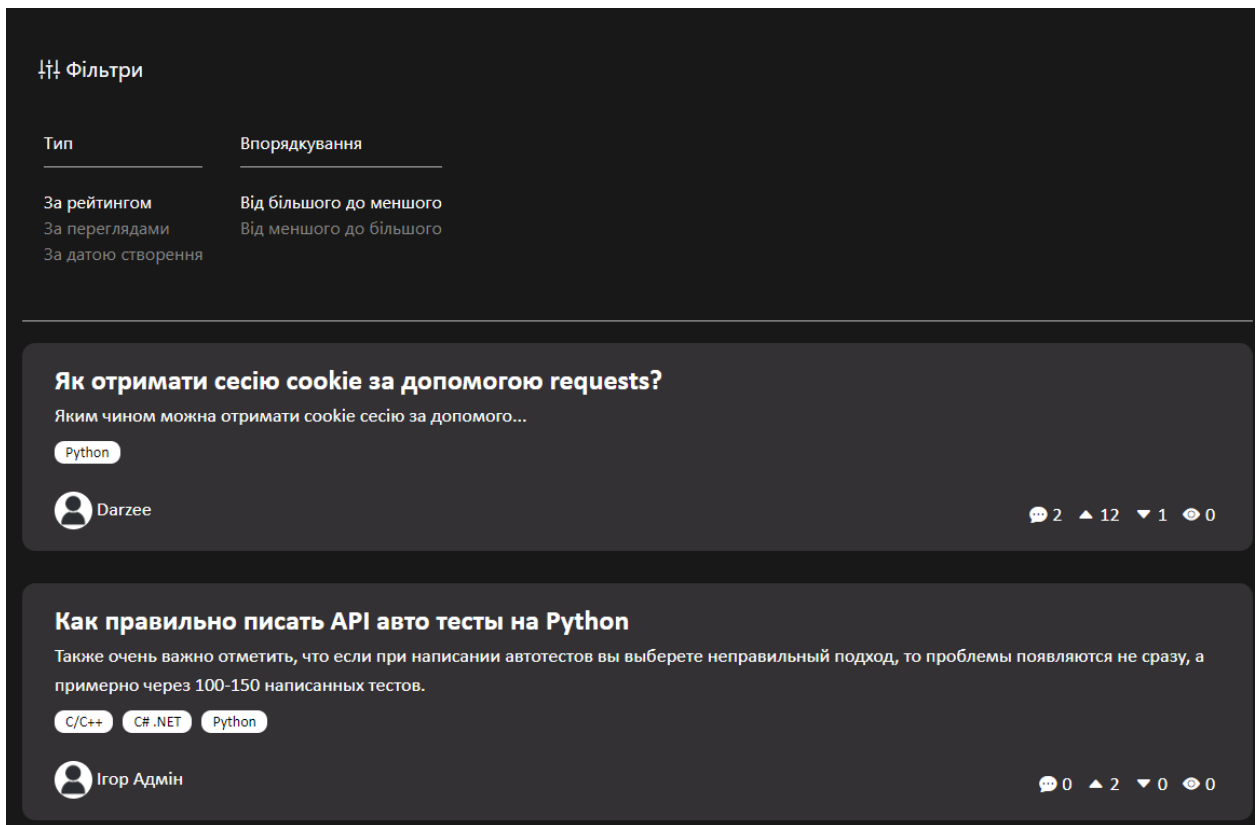 Фільтри
Тип Впорядкування
За рейтингом Від більшого до меншого
За переглядами Від меншого до більшого
За датою створення
Як отримати сесію cookie за допомогою requests?
Яким чином можна отримати cookie сесію за допомого...
Python
Darzee 2 12 1 0
Как правильно писать API авто тесты на Python
Также очень важно отметить, что если при написании автотестов вы выберете неправильный подход, то проблемы появляются не сразу, а
примерно через 100-150 написанных тестов.
C/C++ C# .NET Python
Ігор Адмін 0 2 0 0